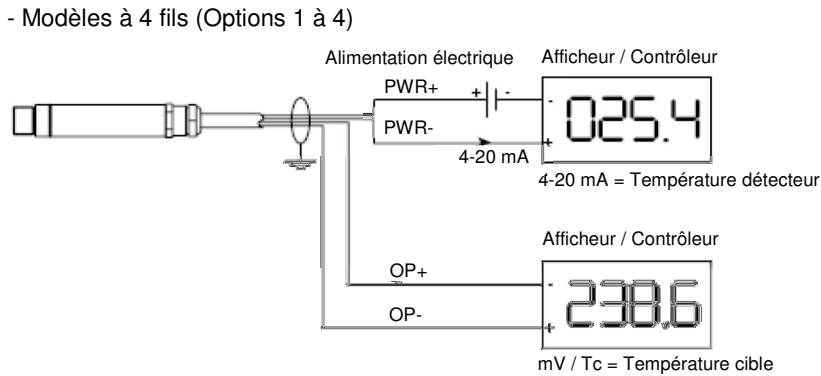 - Modèles à 4 fils (Options 1 à 4)
Alimentation électrique
Afficheur / Contrôleur
PWR+
+ -
-
025.4
PWR-
+
4-20 mA
4-20 mA = Température détecteur
Afficheur / Contrôleur
OP+
-
238.6
OP-
+
mV / Tc = Température cible